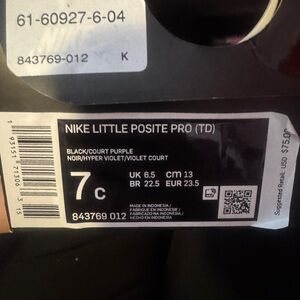 61-60927-6-04
843769-012 K
NIKE LITTLE POSITE PRO (TD)
BLACK/COURT PURPLE
NOIR/HYPER VIOLET/VIOLET COURT
7 C
UK 6.5 CM 13
BR 22.5 EUR 23.5
843769 012
MADE IN INDONESIA/
FABRIQUÉ EN INDONÉSIE/
FABRICADO NA INDONÉSIA/
HECHO EN INDONESIA
Suggested Retail: USD $75.00